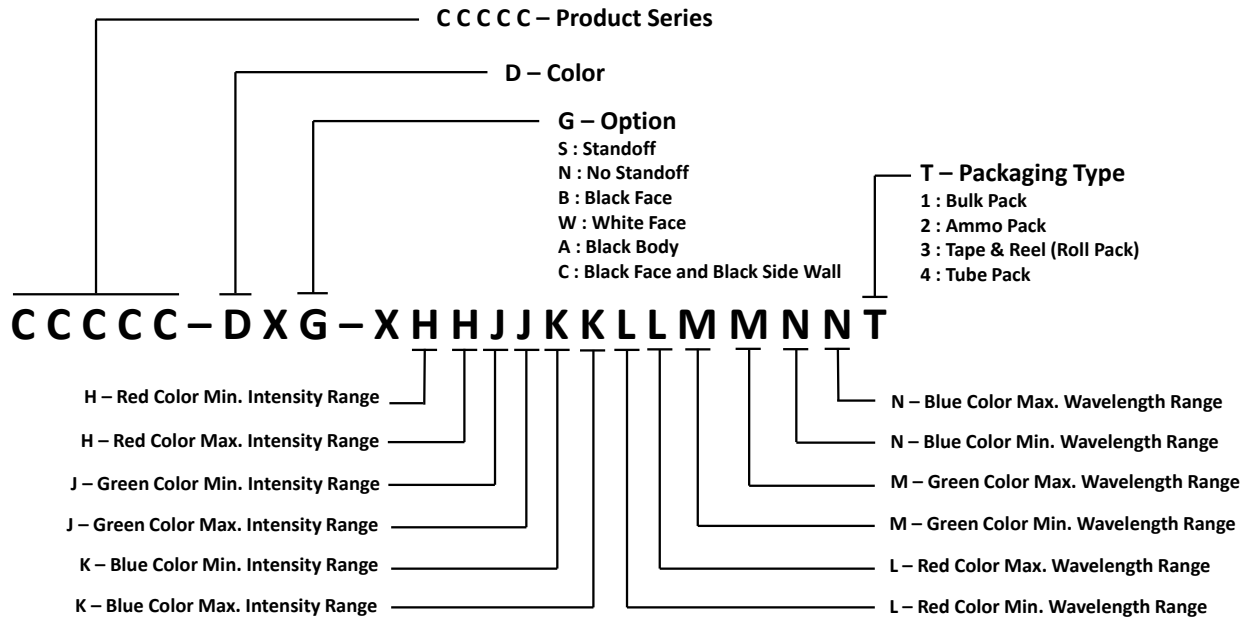 C C C C C – Product Series
D – Color
G – Option
S : Standoff
N : No Standoff
B : Black Face
W : White Face
A : Black Body
C : Black Face and Black Side Wall
T – Packaging Type
1 : Bulk Pack
2 : Ammo Pack
3 : Tape & Reel (Roll Pack)
4 : Tube Pack
C C C C C – D X G – X H H J J K K L L M M N N T
H – Red Color Min. Intensity Range
H – Red Color Max. Intensity Range
J – Green Color Min. Intensity Range
J – Green Color Max. Intensity Range
K – Blue Color Min. Intensity Range
K – Blue Color Max. Intensity Range
N – Blue Color Max. Wavelength Range
N – Blue Color Min. Wavelength Range
M – Green Color Max. Wavelength Range
M – Green Color Min. Wavelength Range
L – Red Color Max. Wavelength Range
L – Red Color Min. Wavelength Range